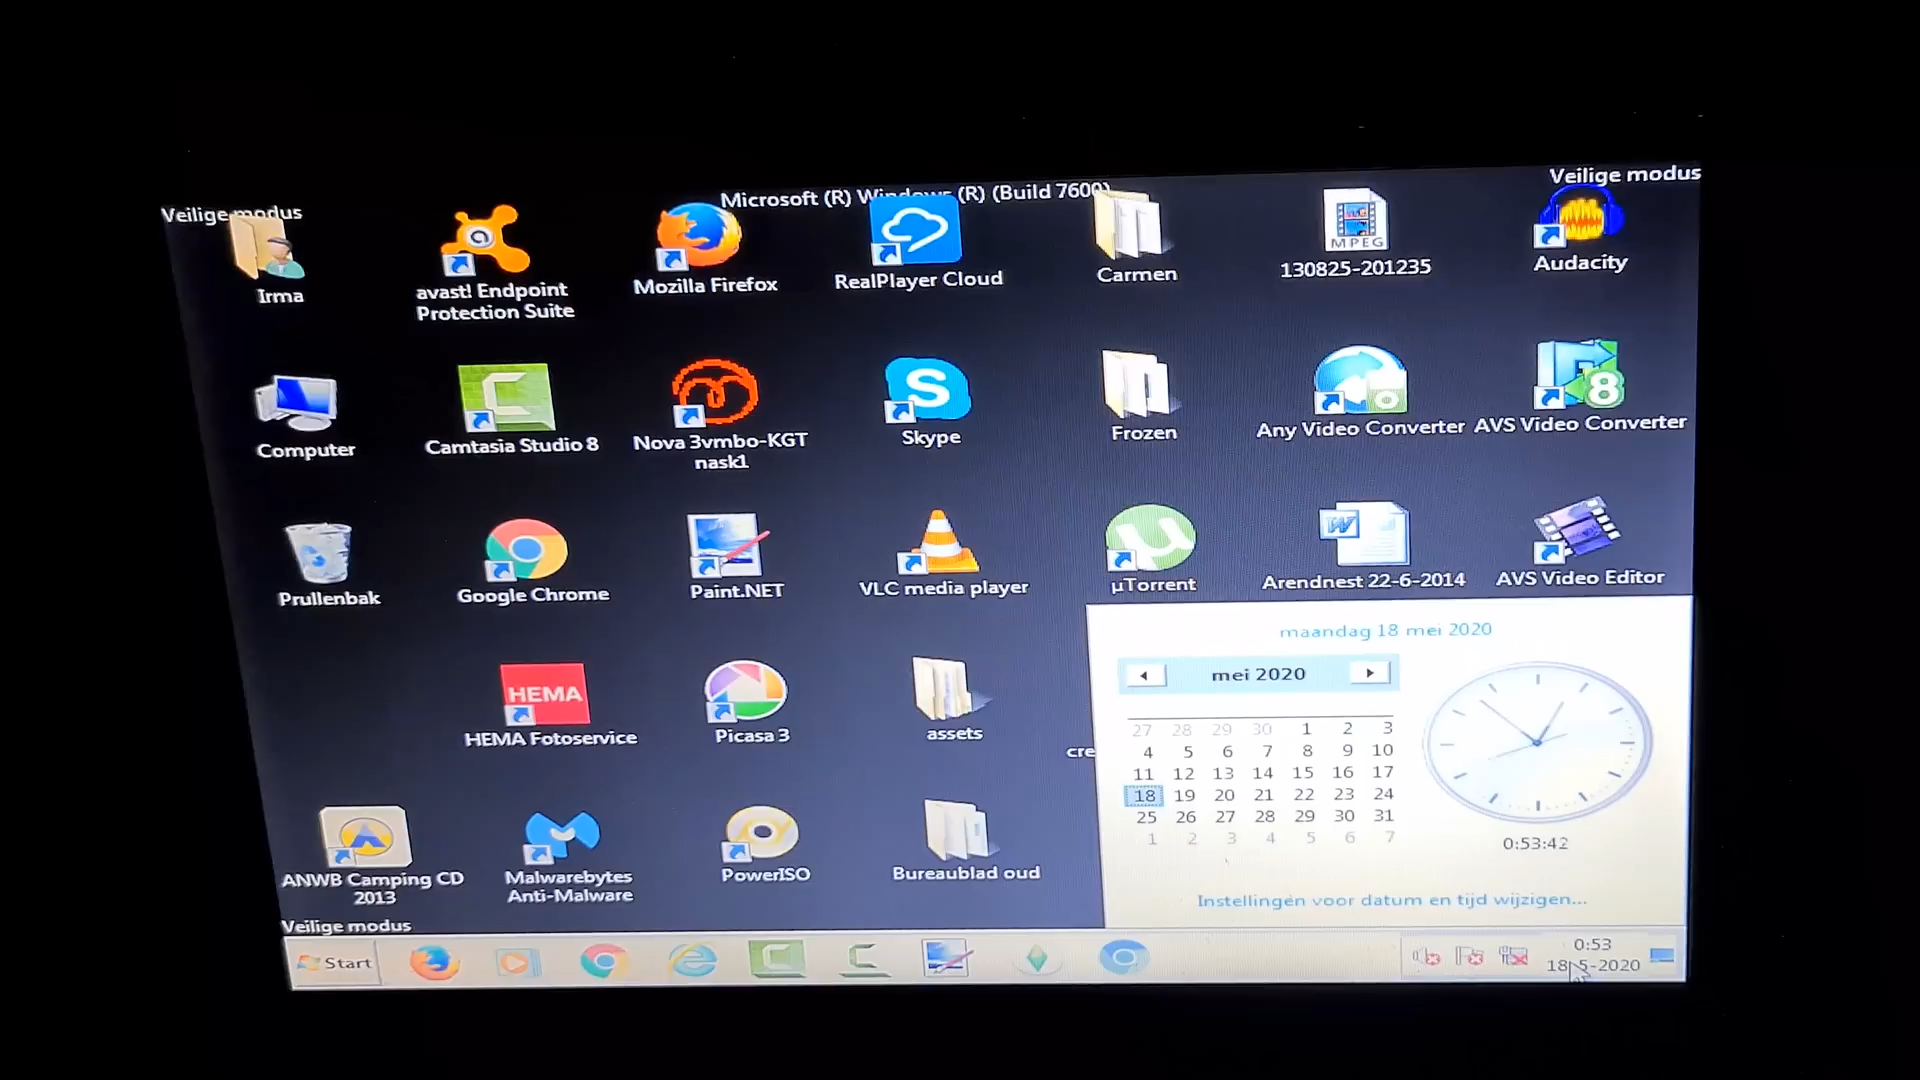 Veilige modus
Microsoft (R) Windows (R) (Build 7600)
Veilige modus
Irma
avast! Endpoint
Protection Suite
Mozilla Firefox
RealPlayer Cloud
Carmen
MPEG
130825-201235
Audacity
Computer
Camtasia Studio 8
Nova 3vmbo-KGT
nask1
Skype
Frozen
Any Video Converter
8
AVS Video Converter
Prullenbak
Google Chrome
Paint.NET
VLC media player
µTorrent
Arendnest 22-6-2014
AVS Video Editor
HEMA
HEMA Fotoservice
Picasa 3
assets
cre
ANWB Camping CD
2013
Malwarebytes
Anti-Malware
PowerISO
Bureaublad oud
maandag 18 mei 2020
mei 2020
27 28 29 30 1 2 3
4 5 6 7 8 9 10
11 12 13 14 15 16 17
18 19 20 21 22 23 24
25 26 27 28 29 30 31
1 2 3 4 5 6 7
0:53:42
Instellingen voor datum en tijd wijzigen...
Veilige modus
Start
0:53
18-5-2020